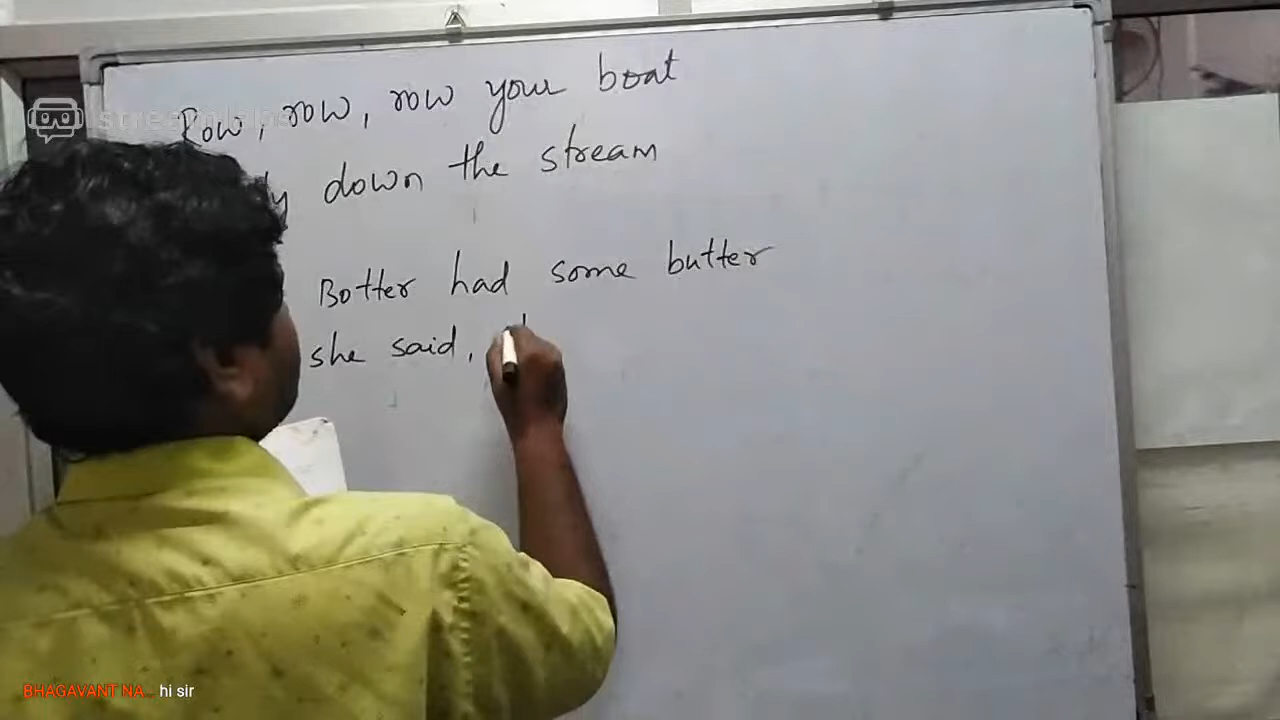 Row, row, row your boat
down the stream
Botter had some butter
she said,
BHAGAVANT NA... hi sir